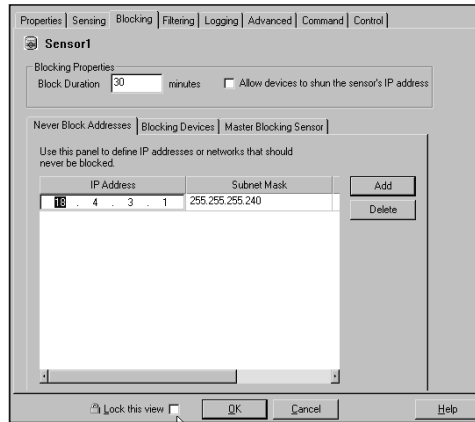 Properties Sensing Blocking Filtering Logging Advanced Command Control
Sensor1
Blocking Properties
Block Duration 30 minutes Allow devices to shun the sensor's IP address
Never Block Addresses Blocking Devices Master Blocking Sensor
Use this panel to define IP addresses or networks that should
never be blocked.
IP Address Subnet Mask Add
18 . 4 . 3 . 1 255.255.255.240
Delete
Lock this view OK Cancel Help